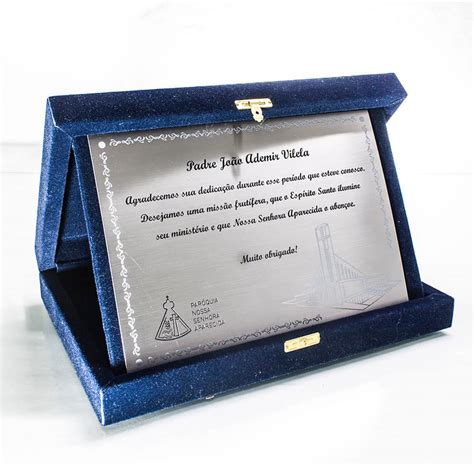 Padre João Ademir Vilela
Agradecemos sua dedicação durante esse período que esteve conosco.
Desejamos uma missão frutífera, que o Espírito Santo ilumine
seu ministério e que Nossa Senhora Aparecida o abençoe.
Muito obrigado!
PARÓQUIA
NOSSA
SENHORA
APARECIDA